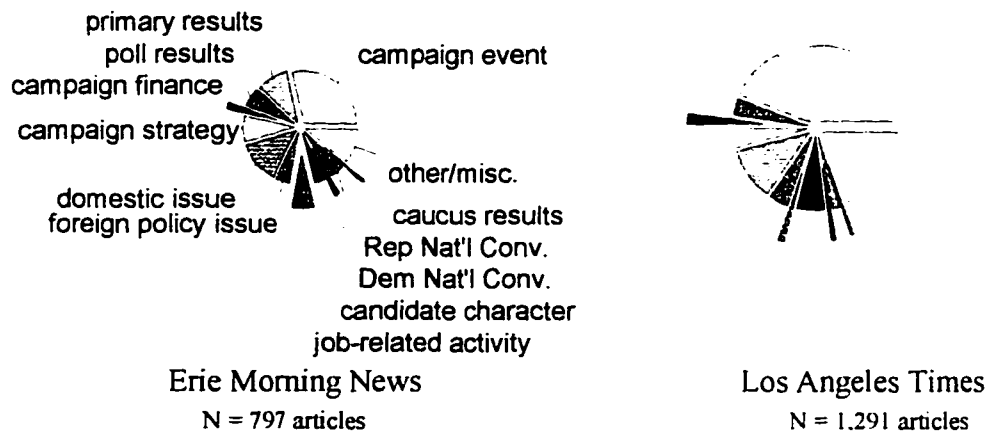 primary results
poll results
campaign event
campaign finance
campaign strategy
other/misc.
domestic issue
caucus results
foreign policy issue
Rep Nat'l Conv.
Dem Nat'l Conv.
candidate character
job-related activity
Erie Morning News
Los Angeles Times
N = 797 articles
N = 1,291 articles